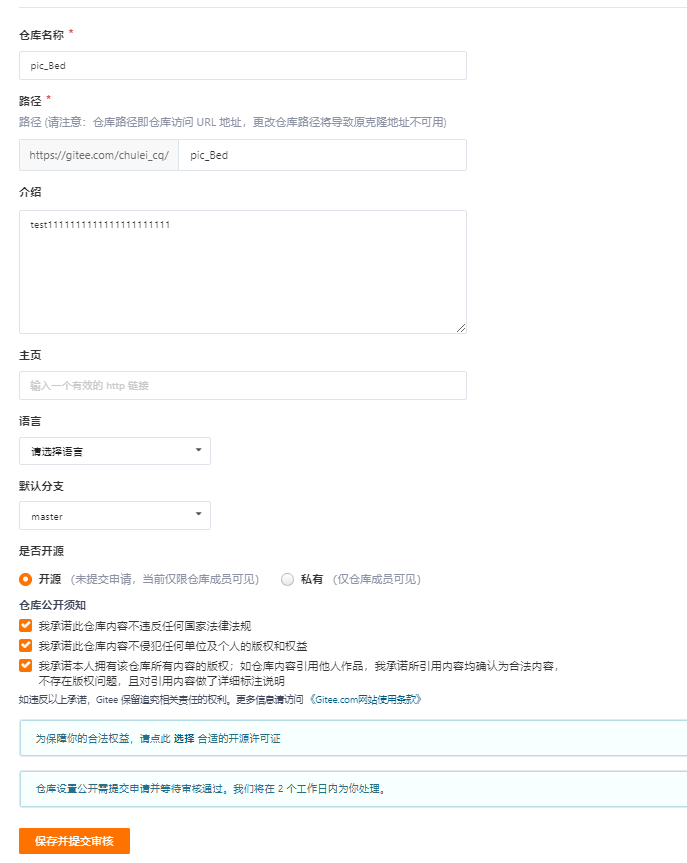 仓库名称 *
pic_Bed
路径 *
路径 (请注意：仓库路径即仓库访问 URL 地址，更改仓库路径将导致原克隆地址不可用)
https://gitee.com/chulei_cq/ pic_Bed
介绍
test1111111111111111111111
主页
输入一个有效的 http 链接
语言
请选择语言
默认分支
master
是否开源
开源 (未提交申请，当前仅限仓库成员可见) 私有 (仅仓库成员可见)
仓库公开须知
我承诺此仓库内容不违反任何国家法律法规
我承诺此仓库内容不侵犯任何单位及个人的版权和权益
我承诺本人拥有该仓库所有内容的版权；如仓库内容引用他人作品，我承诺所引用内容均确认为合法内容，
不存在版权问题，且对引用内容做了详细标注说明
如违反以上承诺，Gitee 保留追究相关责任的权利。更多信息请访问 《Gitee.com网站使用条款》
为保障你的合法权益，请点此 选择 合适的开源许可证
仓库设置公开需提交申请并等待审核通过。我们将在 2 个工作日内为你处理。
保存并提交审核